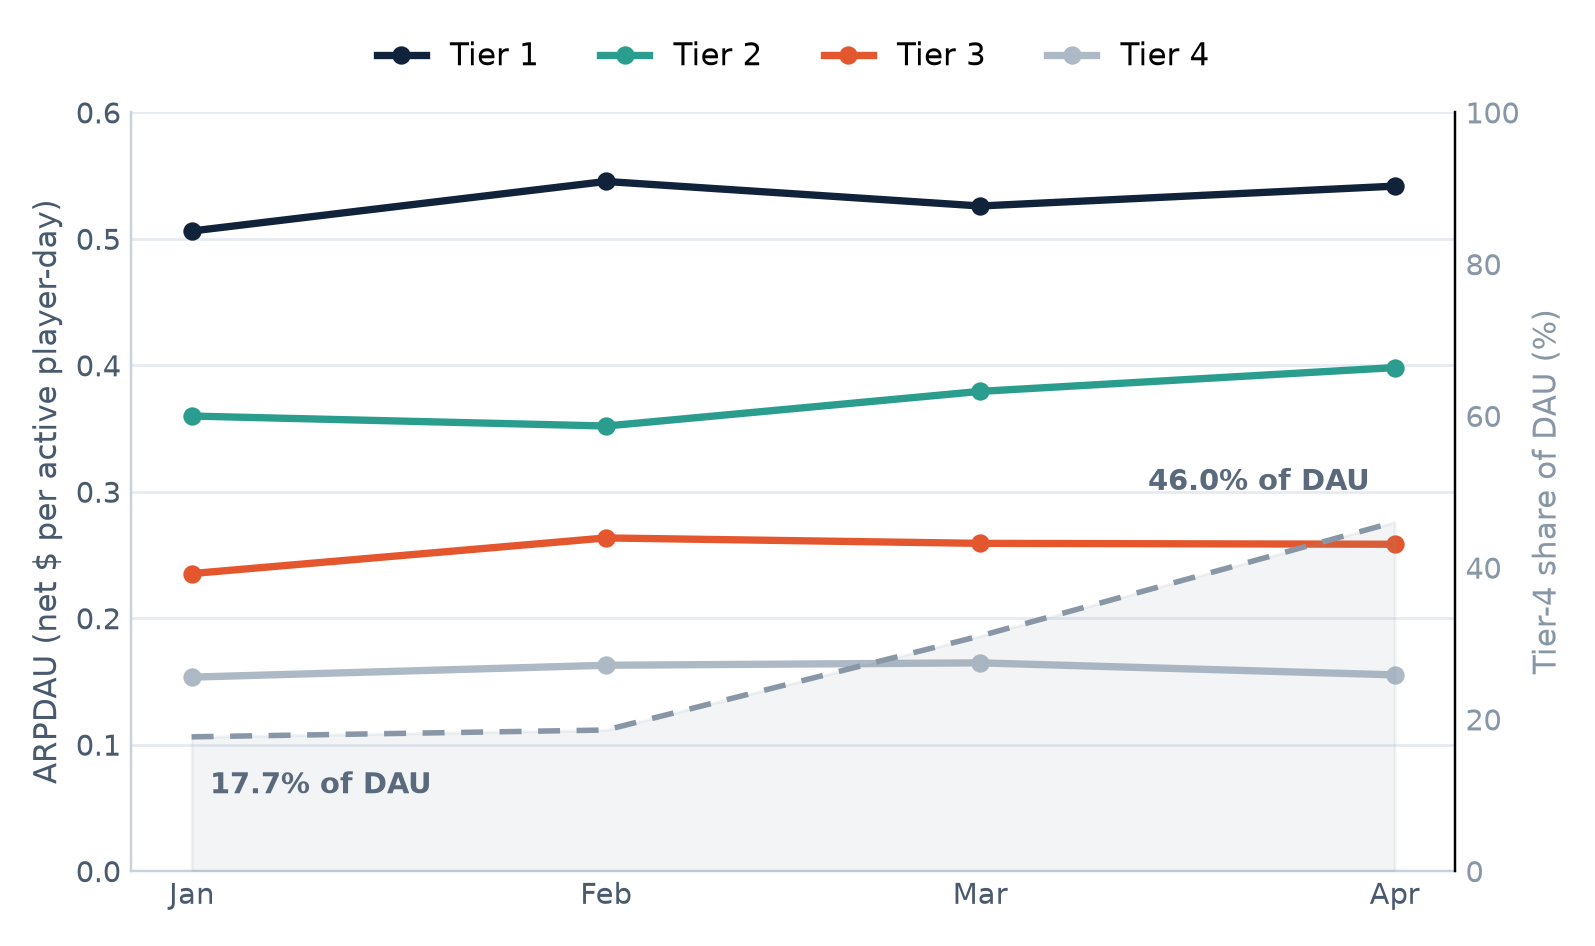 Tier 1 Tier 2 Tier 3 Tier 4
ARPDAU (net $ per active player-day)
0.6
0.5
0.4
0.3
0.2
0.1
0.0
46.0% of DAU
17.7% of DAU
100
80
60
40
20
0
Tier-4 share of DAU (%)
Jan Feb Mar Apr